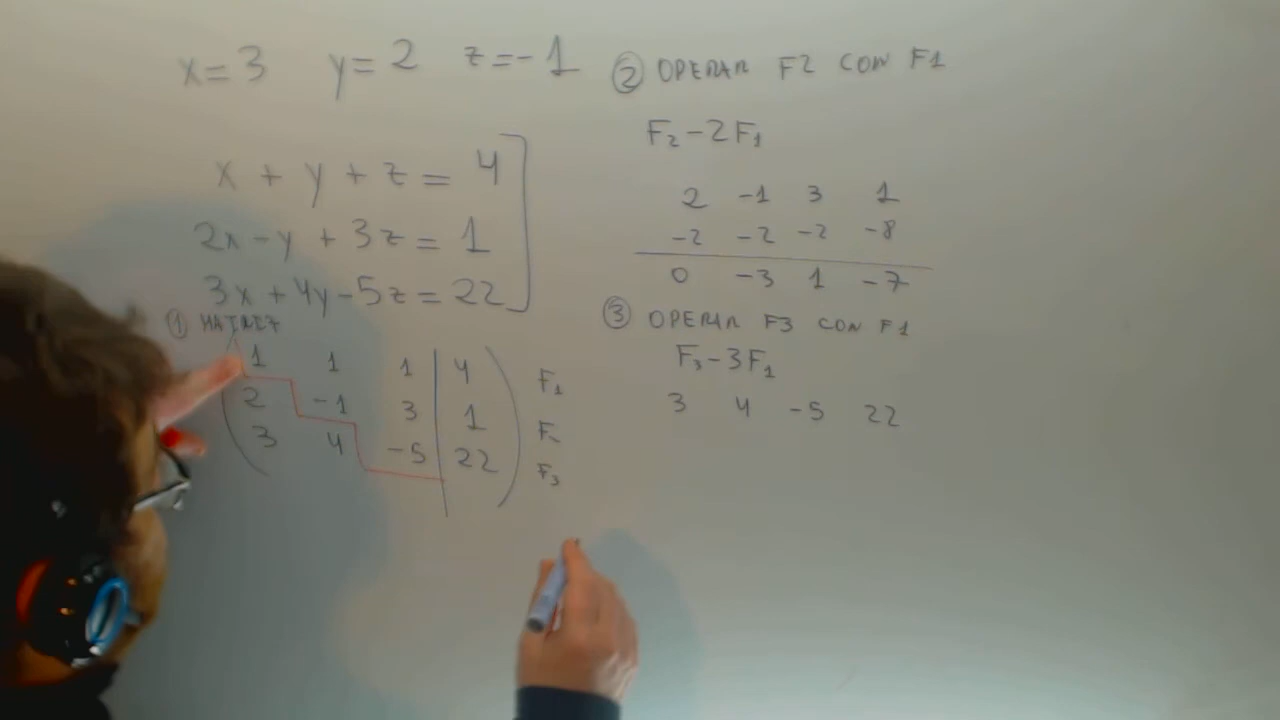 x=3 y=2 z=-1
x + y + z = 4
2x - y + 3z = 1
3x + 4y - 5z = 22
① MATRIZ
1 1 1 4 F₁
2 -1 3 1 F
3 4 -5 22 F₃
② OPERAR F2 CON F1
F₂-2F₁
2 -1 3 1
-2 -2 -2 -8
0 -3 1 -7
③ OPERAR F3 CON F1
F₃-3F₁
3 4 -5 22